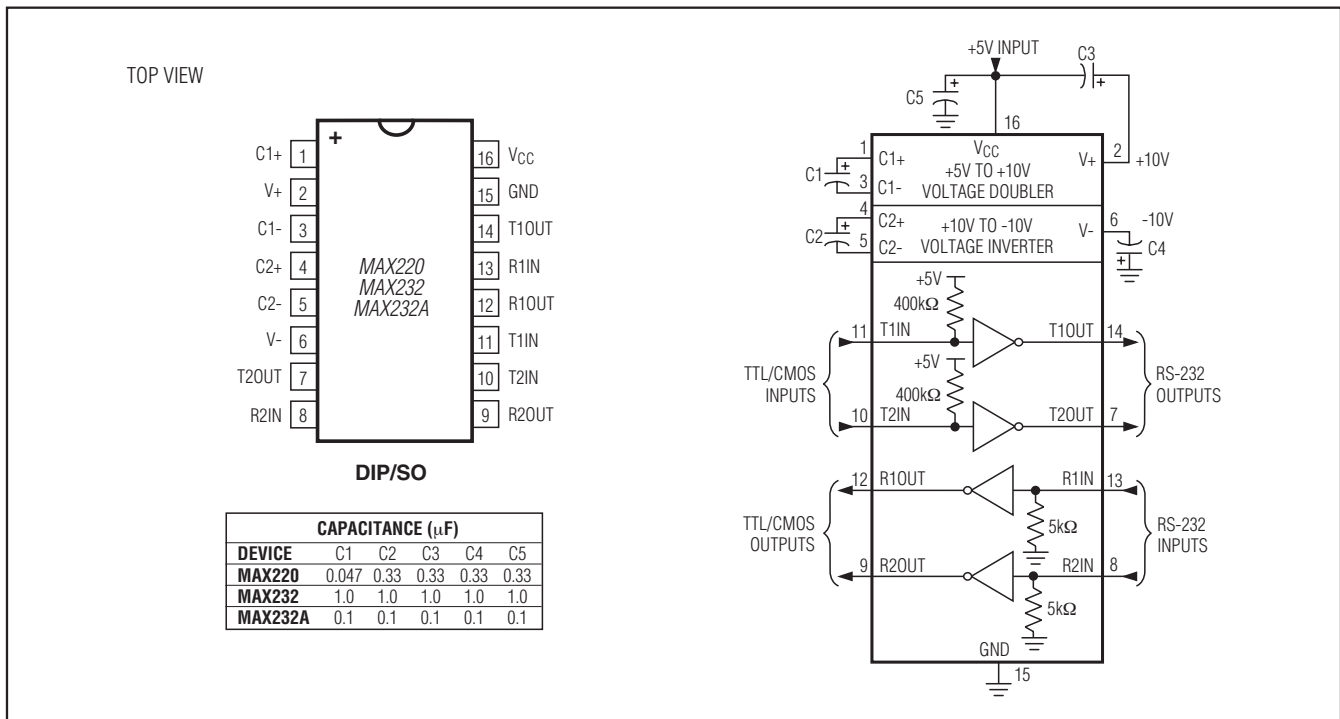 TOP VIEW
+
C1+ 1
V+ 2
C1- 3
C2+ 4
C2- 5
V- 6
T2OUT 7
R2IN 8
16 VCC
15 GND
14 T1OUT
13 R1IN
12 R1OUT
11 T1IN
10 T2IN
9 R2OUT
MAX220
MAX232
MAX232A
DIP/SO
CAPACITANCE (μF)
DEVICE C1 C2 C3 C4 C5
MAX220 0.047 0.33 0.33 0.33 0.33
MAX232 1.0 1.0 1.0 1.0 1.0
MAX232A 0.1 0.1 0.1 0.1 0.1
+5V INPUT
C3
+
C5
+
16
VCC
+5V TO +10V
VOLTAGE DOUBLER
1
C1+
C1
+
3
C1-
V+
2
+10V
4
C2+
C2
+
5
C2-
+10V TO -10V
VOLTAGE INVERTER
V-
6
-10V
C4
+
+5V
400kΩ
11 T1IN
T1OUT 14
TTL/CMOS
INPUTS
+5V
400kΩ
RS-232
OUTPUTS
10 T2IN
T2OUT 7
12 R1OUT
R1IN 13
TTL/CMOS
OUTPUTS
5kΩ
RS-232
INPUTS
9 R2OUT
R2IN 8
5kΩ
GND
15